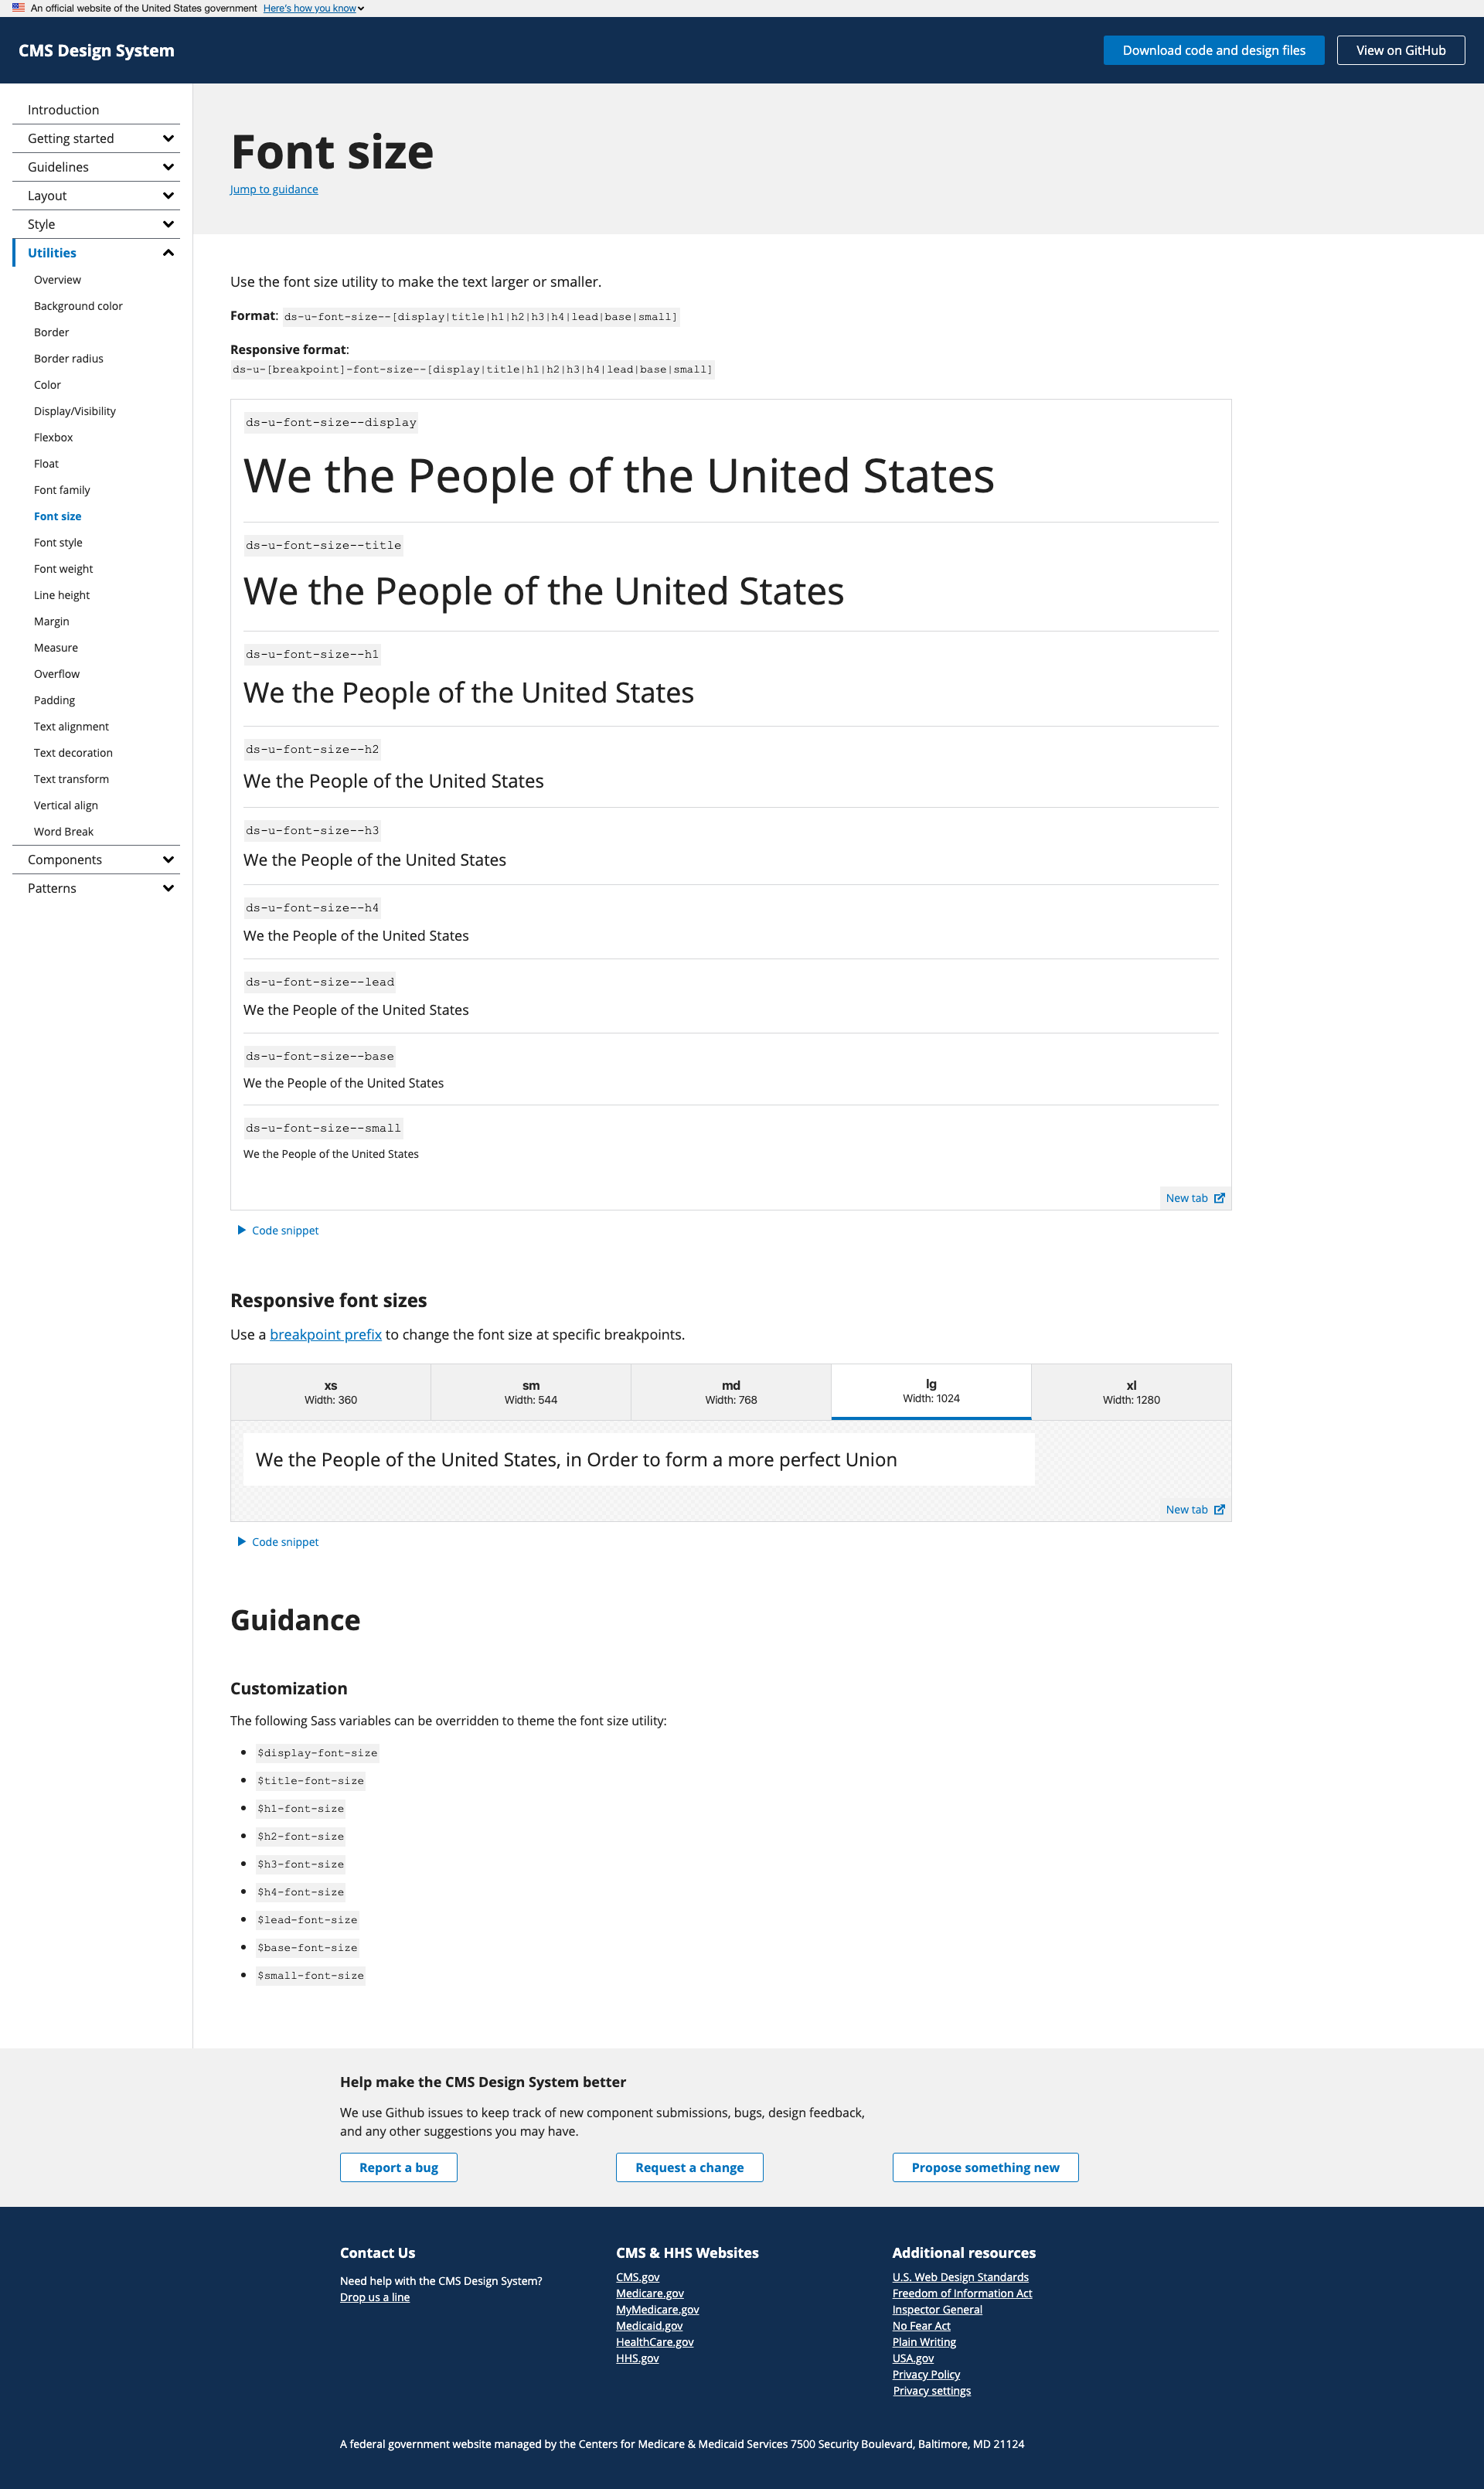 An official website of the United States government Here's how you know
CMS Design System
Download code and design files
View on GitHub
Introduction
Getting started
Guidelines
Layout
Style
Utilities
Overview
Background color
Border
Border radius
Color
Display/Visibility
Flexbox
Float
Font family
Font size
Font style
Font weight
Line height
Margin
Measure
Overflow
Padding
Text alignment
Text decoration
Text transform
Vertical align
Word Break
Components
Patterns
Font size
Jump to guidance
Use the font size utility to make the text larger or smaller.
Format: ds-u-font-size--[display|title|h1|h2|h3|h4|lead|base|small]
Responsive format:
ds-u-[breakpoint]-font-size--[display|title|h1|h2|h3|h4|lead|base|small]
ds-u-font-size--display
We the People of the United States
ds-u-font-size--title
We the People of the United States
ds-u-font-size--h1
We the People of the United States
ds-u-font-size--h2
We the People of the United States
ds-u-font-size--h3
We the People of the United States
ds-u-font-size--h4
We the People of the United States
ds-u-font-size--lead
We the People of the United States
ds-u-font-size--base
We the People of the United States
ds-u-font-size--small
We the People of the United States
New tab
Code snippet
Responsive font sizes
Use a breakpoint prefix to change the font size at specific breakpoints.
xs
Width: 360
sm
Width: 544
md
Width: 768
lg
Width: 1024
xl
Width: 1280
We the People of the United States, in Order to form a more perfect Union
New tab
Code snippet
Guidance
Customization
The following Sass variables can be overridden to theme the font size utility:
$display-font-size
$title-font-size
$h1-font-size
$h2-font-size
$h3-font-size
$h4-font-size
$lead-font-size
$base-font-size
$small-font-size
Help make the CMS Design System better
We use Github issues to keep track of new component submissions, bugs, design feedback,
and any other suggestions you may have.
Report a bug
Request a change
Propose something new
Contact Us
Need help with the CMS Design System?
Drop us a line
CMS & HHS Websites
CMS.gov
Medicare.gov
MyMedicare.gov
Medicaid.gov
HealthCare.gov
HHS.gov
Additional resources
U.S. Web Design Standards
Freedom of Information Act
Inspector General
No Fear Act
Plain Writing
USA.gov
Privacy Policy
Privacy settings
A federal government website managed by the Centers for Medicare & Medicaid Services 7500 Security Boulevard, Baltimore, MD 21124